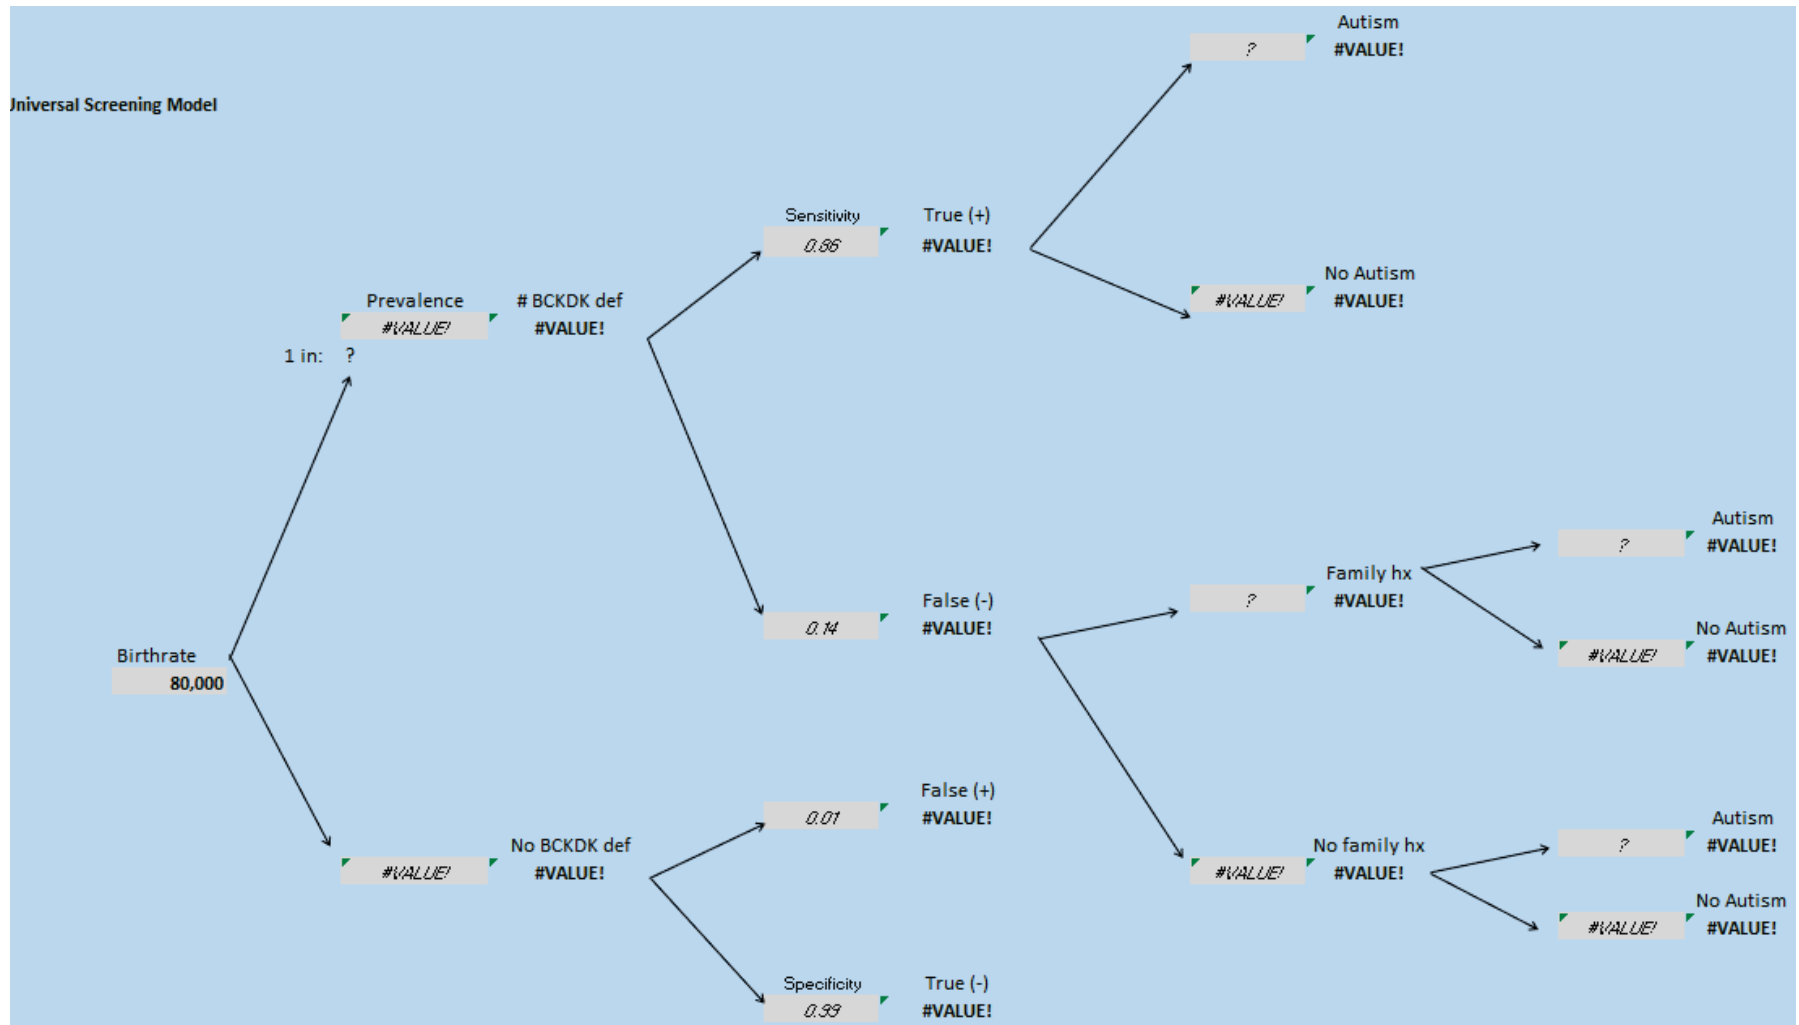 Autism
? #VALUE!
Jniversal Screening Model
Sensitivity True (+)
0.86 #VALUE!
No Autism
#VALUE! #VALUE!
Prevalence # BCKDK def
#VALUE! #VALUE!
1 in: ?
Autism
? #VALUE!
Family hx
? #VALUE!
False (-)
0.14 #VALUE!
No Autism
#VALUE! #VALUE!
Birthrate
80,000
False (+)
0.01 #VALUE!
Autism
? #VALUE!
No BCKDK def
#VALUE! #VALUE!
No family hx
#VALUE! #VALUE!
No Autism
#VALUE! #VALUE!
Specificity True (-)
0.99 #VALUE!